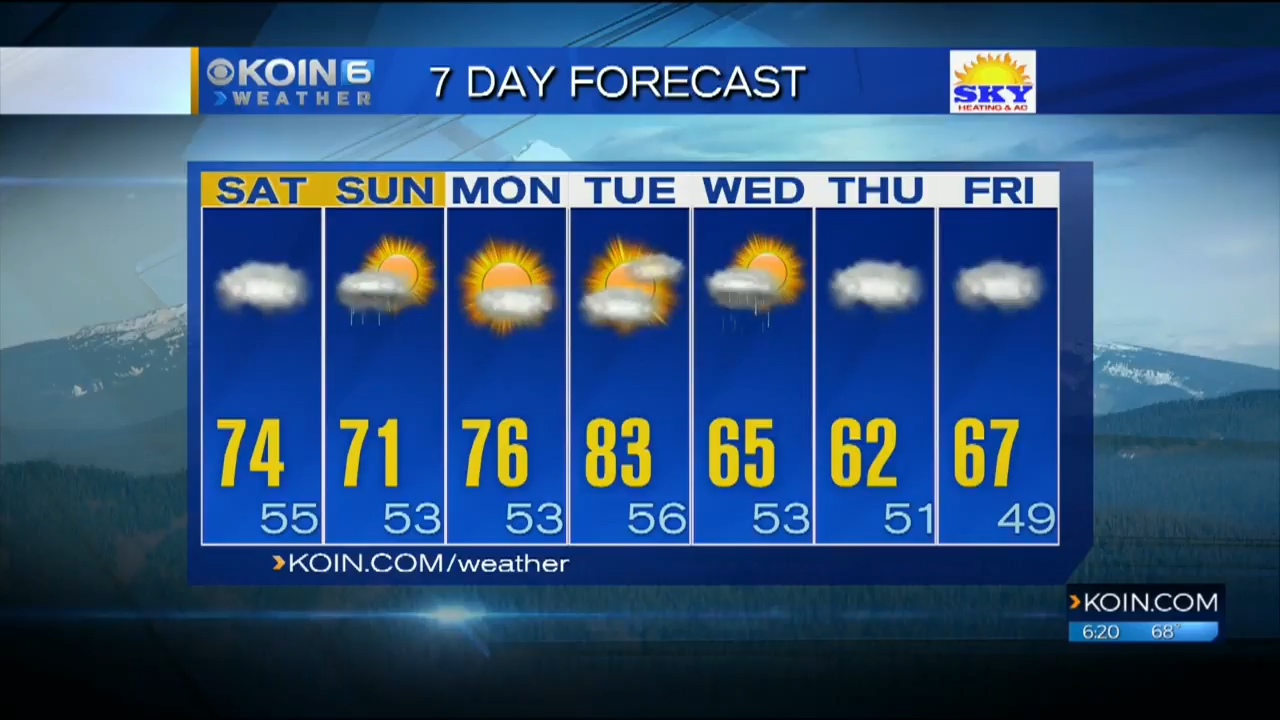 KOIN 6
WEATHER
7 DAY FORECAST
SKY
HEATING & AC
SAT SUN MON TUE WED THU FRI
74 71 76 83 65 62 67
55 53 53 56 53 51 49
KOIN.COM/weather
KOIN.COM
6:20 68°